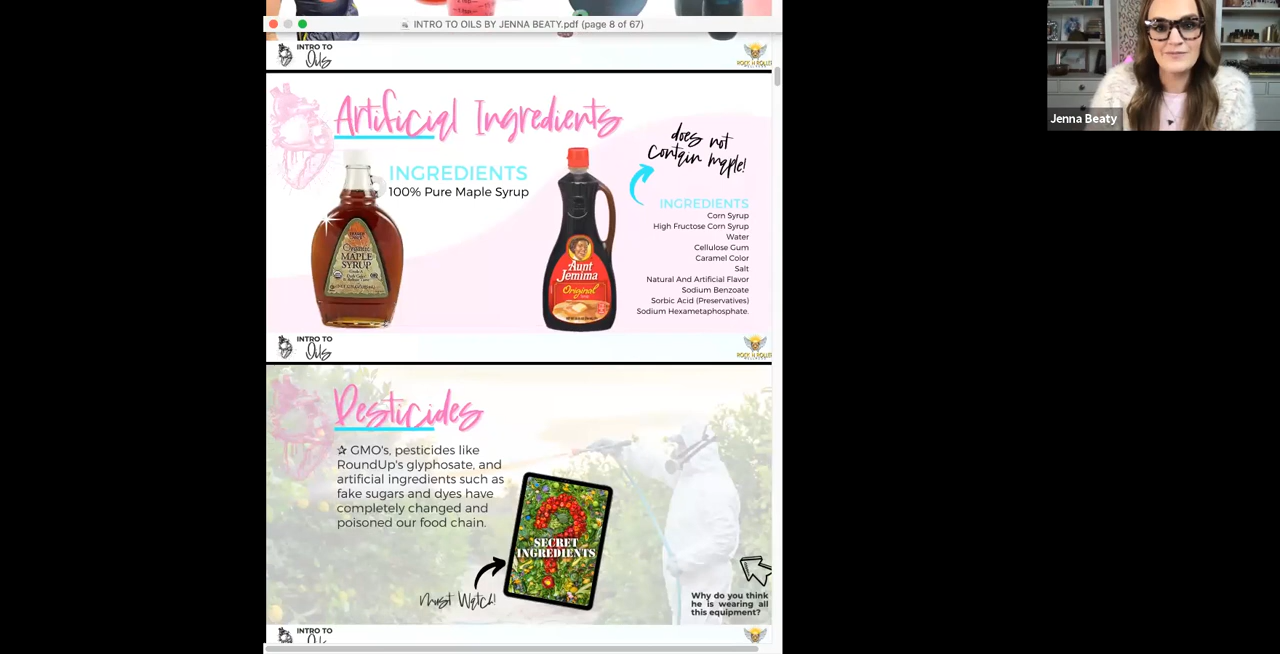 INTRO TO OILS BY JENNA BEATY.pdf (page 8 of 67)
INTRO TO
Oils
Jenna Beaty
Artificial Ingredients
does not
contain maple!
INGREDIENTS
100% Pure Maple Syrup
Organic
MAPLE
SYRUP
Aunt
Jemima
Original
INGREDIENTS
Corn Syrup
High Fructose Corn Syrup
Water
Cellulose Gum
Caramel Color
Salt
Natural And Artificial Flavor
Sodium Benzoate
Sorbic Acid (Preservatives)
Sodium Hexametaphosphate.
INTRO TO
Oils
Pesticides
✰ GMO's, pesticides like
RoundUp's glyphosate, and
artificial ingredients such as
fake sugars and dyes have
completely changed and
poisoned our food chain.
SECRET
INGREDIENTS
Must Watch!
Why do you think
he is wearing all
this equipment?
INTRO TO